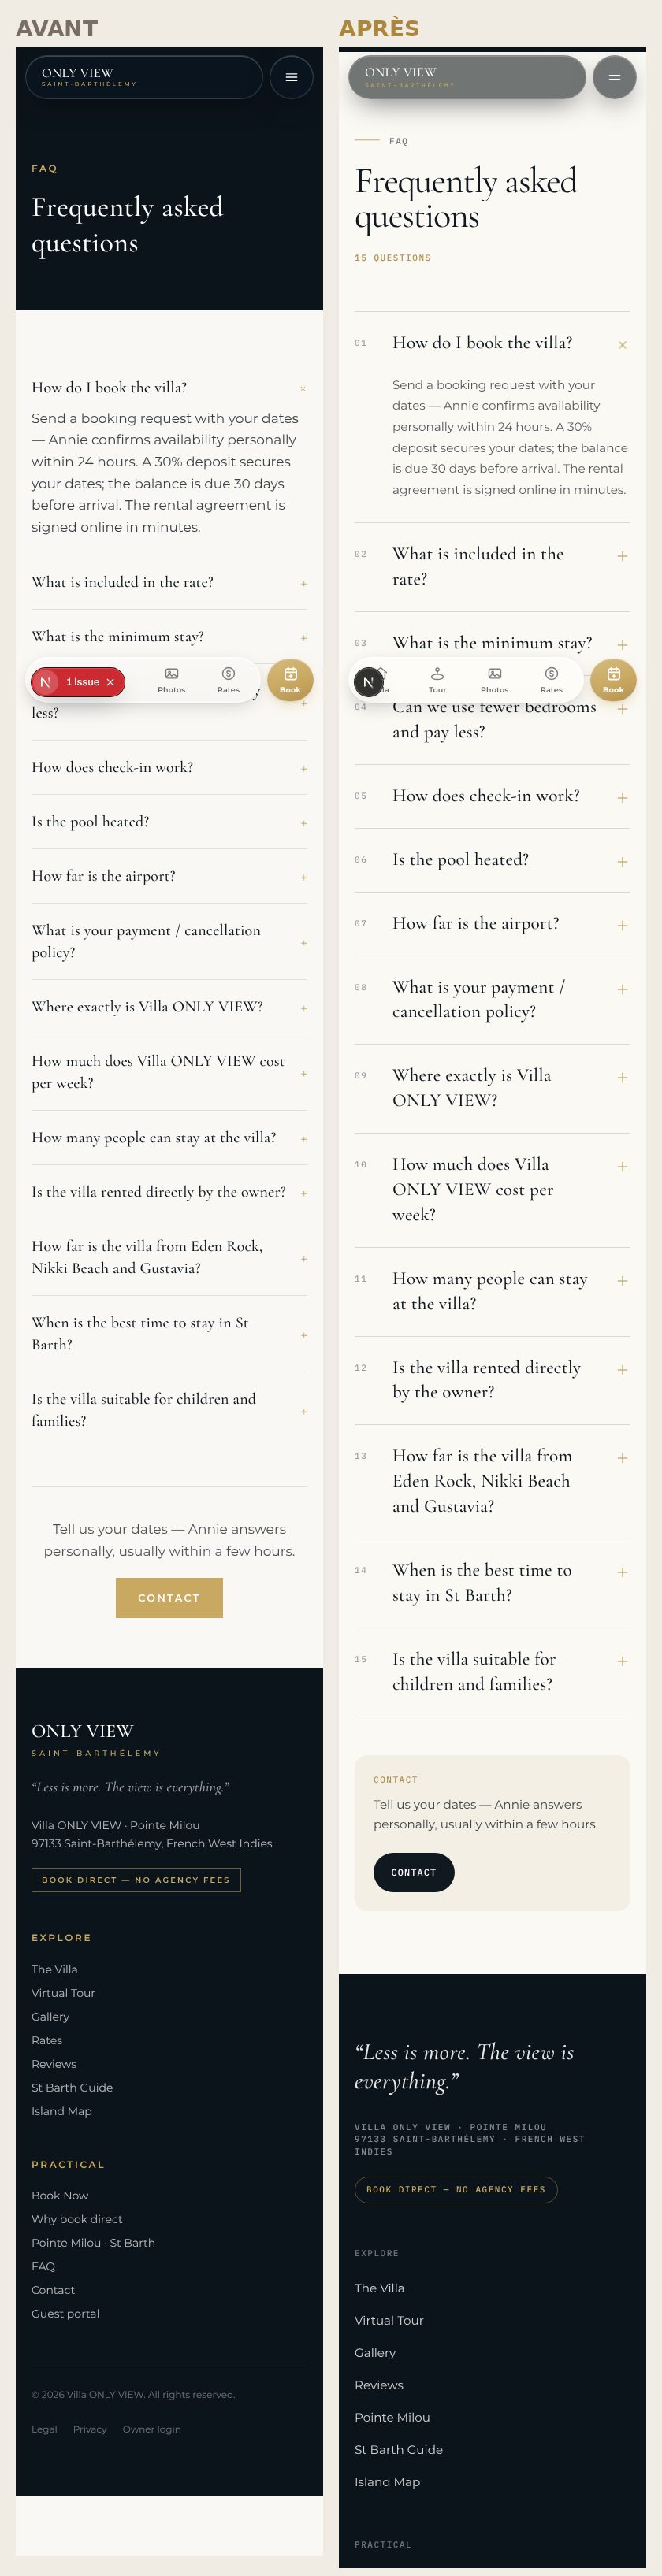 AVANT
ONLY VIEW
SAINT-BARTHÉLEMY
FAQ
Frequently asked
questions
How do I book the villa?
Send a booking request with your dates
— Annie confirms availability personally
within 24 hours. A 30% deposit secures
your dates; the balance is due 30 days
before arrival. The rental agreement is
signed online in minutes.
What is included in the rate?
What is the minimum stay?
N 1 Issue
Photos
Rates
Book
less?
How does check-in work?
Is the pool heated?
How far is the airport?
What is your payment / cancellation
policy?
Where exactly is Villa ONLY VIEW?
How much does Villa ONLY VIEW cost
per week?
How many people can stay at the villa?
Is the villa rented directly by the owner?
How far is the villa from Eden Rock,
Nikki Beach and Gustavia?
When is the best time to stay in St
Barth?
Is the villa suitable for children and
families?
Tell us your dates — Annie answers
personally, usually within a few hours.
CONTACT
ONLY VIEW
SAINT-BARTHÉLEMY
“Less is more. The view is everything.”
Villa ONLY VIEW · Pointe Milou
97133 Saint-Barthélemy, French West Indies
BOOK DIRECT — NO AGENCY FEES
EXPLORE
The Villa
Virtual Tour
Gallery
Rates
Reviews
St Barth Guide
Island Map
PRACTICAL
Book Now
Why book direct
Pointe Milou · St Barth
FAQ
Contact
Guest portal
© 2026 Villa ONLY VIEW. All rights reserved.
Legal Privacy Owner login
APRÈS
ONLY VIEW
SAINT-BARTHÉLEMY
FAQ
Frequently asked
questions
15 QUESTIONS
01 How do I book the villa?
Send a booking request with your
dates — Annie confirms availability
personally within 24 hours. A 30%
deposit secures your dates; the balance
is due 30 days before arrival. The rental
agreement is signed online in minutes.
02 What is included in the
rate?
03 What is the minimum stay?
N
Tour
Photos
Rates
Book
04 Can we use fewer bedrooms
and pay less?
05 How does check-in work?
06 Is the pool heated?
07 How far is the airport?
08 What is your payment /
cancellation policy?
09 Where exactly is Villa
ONLY VIEW?
10 How much does Villa
ONLY VIEW cost per
week?
11 How many people can stay
at the villa?
12 Is the villa rented directly
by the owner?
13 How far is the villa from
Eden Rock, Nikki Beach
and Gustavia?
14 When is the best time to
stay in St Barth?
15 Is the villa suitable for
children and families?
CONTACT
Tell us your dates — Annie answers
personally, usually within a few hours.
CONTACT
“Less is more. The view is
everything.”
VILLA ONLY VIEW · POINTE MILOU
97133 SAINT-BARTHÉLEMY · FRENCH WEST
INDIES
BOOK DIRECT — NO AGENCY FEES
EXPLORE
The Villa
Virtual Tour
Gallery
Reviews
Pointe Milou
St Barth Guide
Island Map
PRACTICAL